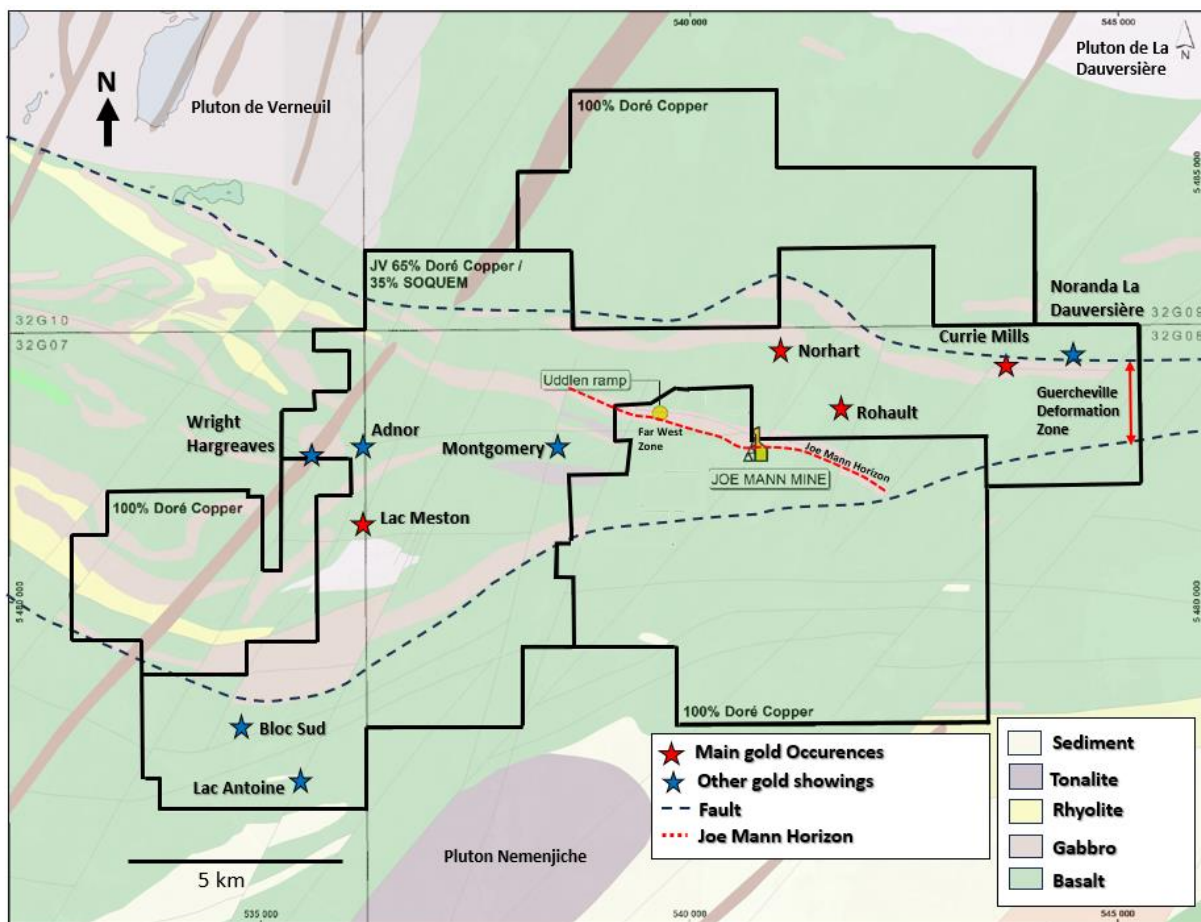 540 000
545 000
Pluton de La
Dauversière
N
Pluton de Verneuil
N
100% Doré Copper
5 485 000
JV 65% Doré Copper /
35% SOQUEM
Noranda La
Dauversière
32G10
32G07
32G09
32G08
Currie Mills
Norhart
Uddlen ramp
Guercheville
Deformation
Zone
Wright
Hargreaves
Adnor
Montgomery
Rohault
Far West
Zone
Joe Mann Horizon
JOE MANN MINE
100% Doré Copper
Lac Meston
5 480 000
5 480 000
100% Doré Copper
Bloc Sud
Lac Antoine
Main gold Occurences
Other gold showings
Fault
Joe Mann Horizon
Sediment
Tonalite
Rhyolite
Gabbro
Basalt
Pluton Nemenjiche
5 km
535 000
540 000
545 000